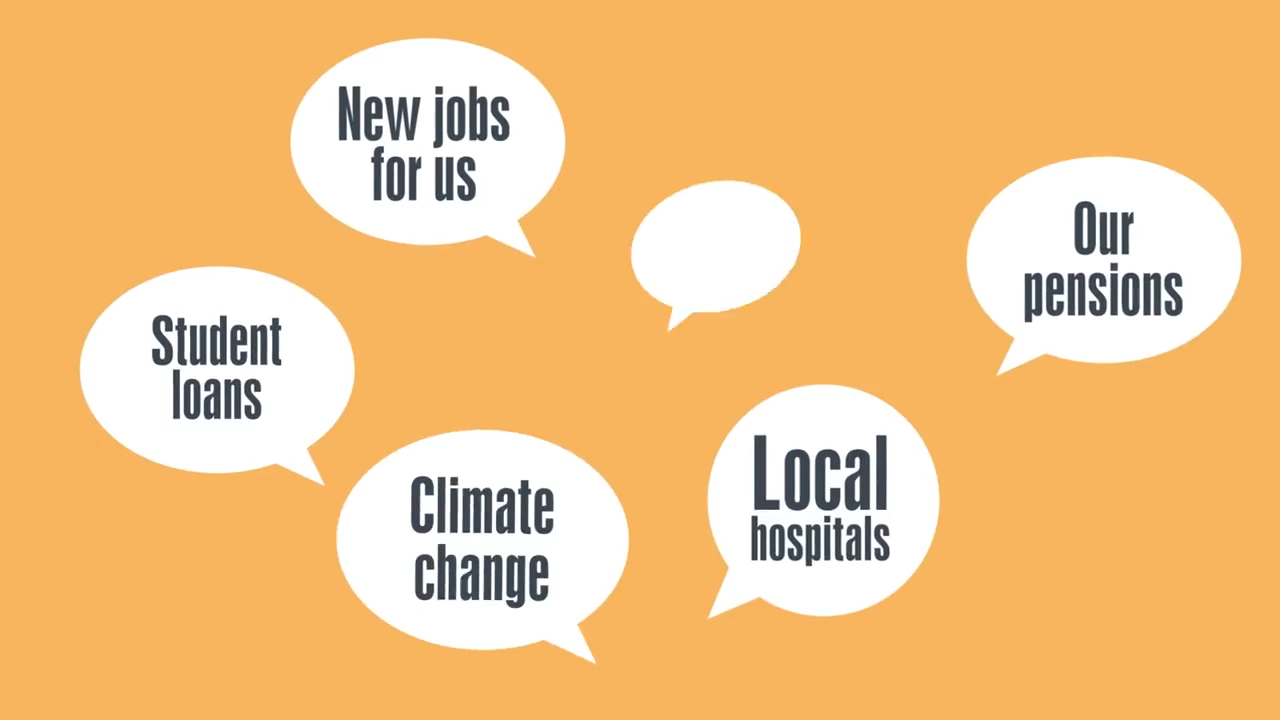 New jobs
for us
Our
pensions
Student
loans
Climate
change
Local
hospitals